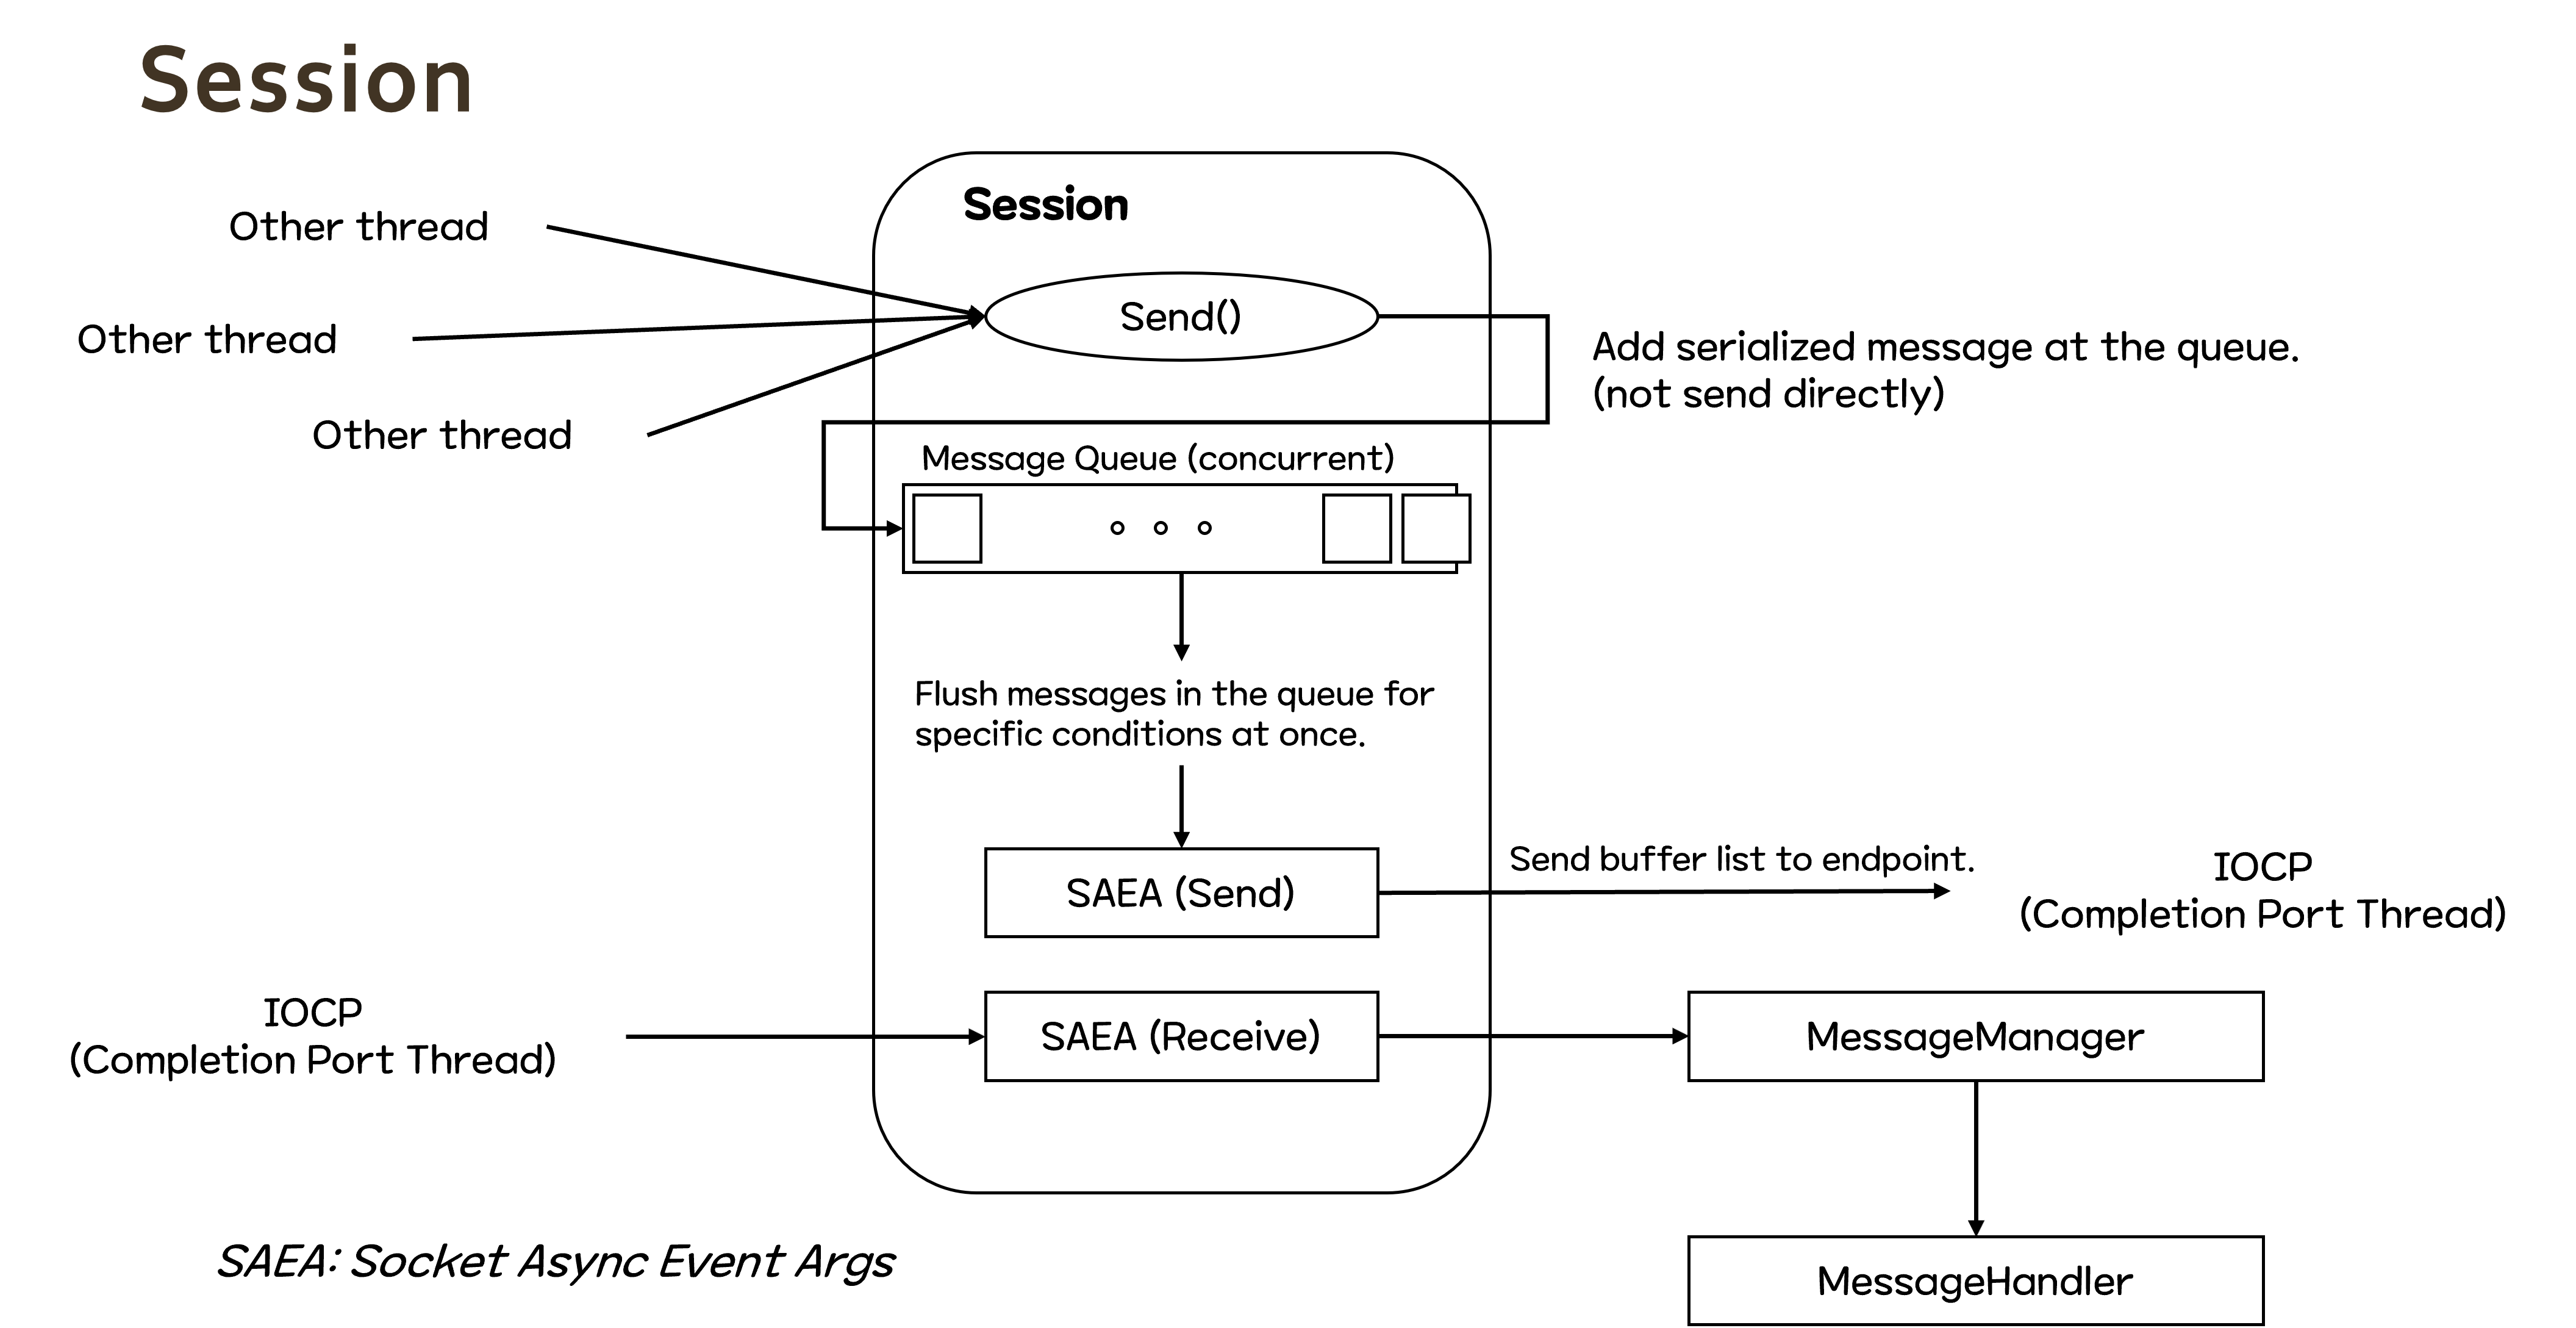 Session
Session
Other thread
Send()
Other thread
Add serialized message at the queue.
(not send directly)
Other thread
Message Queue (concurrent)
Flush messages in the queue for
specific conditions at once.
SAEA (Send)
Send buffer list to endpoint.
IOCP
(Completion Port Thread)
IOCP
(Completion Port Thread)
SAEA (Receive)
MessageManager
SAEA: Socket Async Event Args
MessageHandler